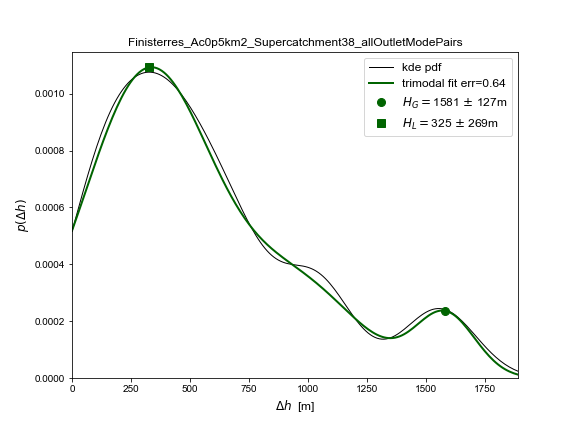 Finisterres_Ac0p5km2_Supercatchment38_allOutletModePairs
kde pdf
trimodal fit err=0.64
H_G = 1581 ± 127m
H_L = 325 ± 269m
p(Δh)
0.0010
0.0008
0.0006
0.0004
0.0002
0.0000
0 250 500 750 1000 1250 1500 1750
Δh [m]